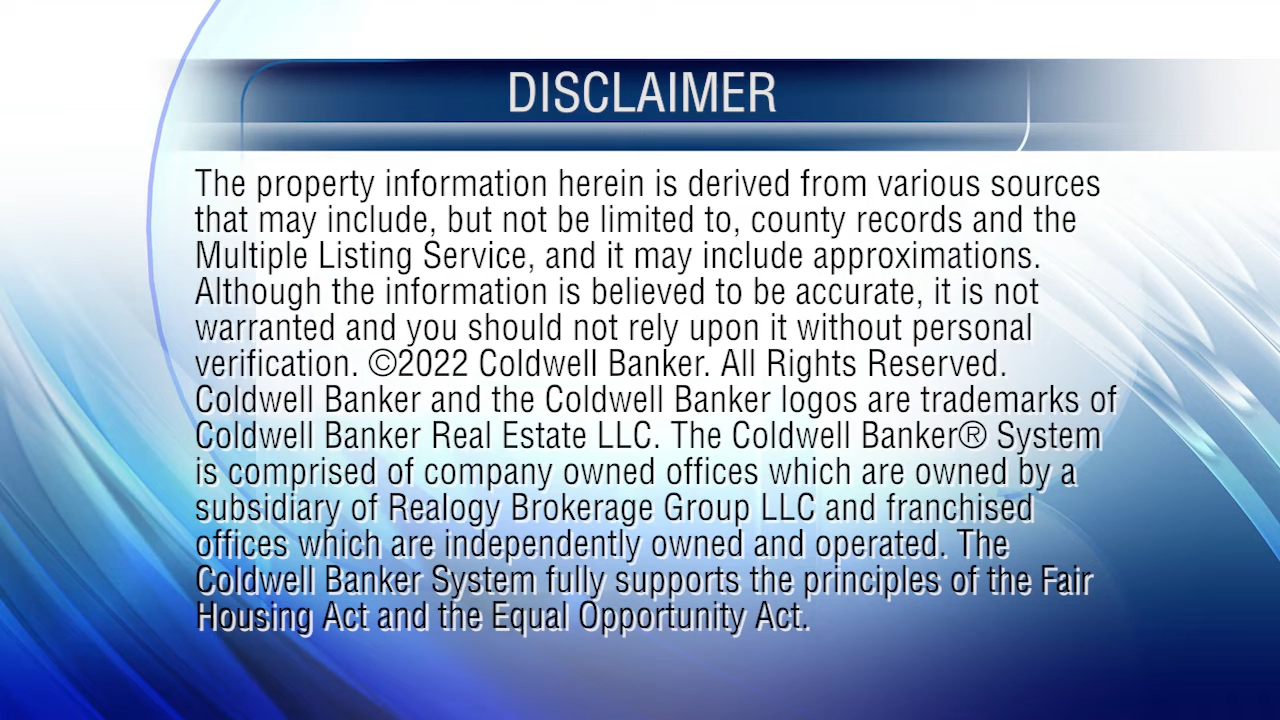 DISCLAIMER
The property information herein is derived from various sources
that may include, but not be limited to, county records and the
Multiple Listing Service, and it may include approximations.
Although the information is believed to be accurate, it is not
warranted and you should not rely upon it without personal
verification. ©2022 Coldwell Banker. All Rights Reserved.
Coldwell Banker and the Coldwell Banker logos are trademarks of
Coldwell Banker Real Estate LLC. The Coldwell Banker® System
is comprised of company owned offices which are owned by a
subsidiary of Realogy Brokerage Group LLC and franchised
offices which are independently owned and operated. The
Coldwell Banker System fully supports the principles of the Fair
Housing Act and the Equal Opportunity Act.